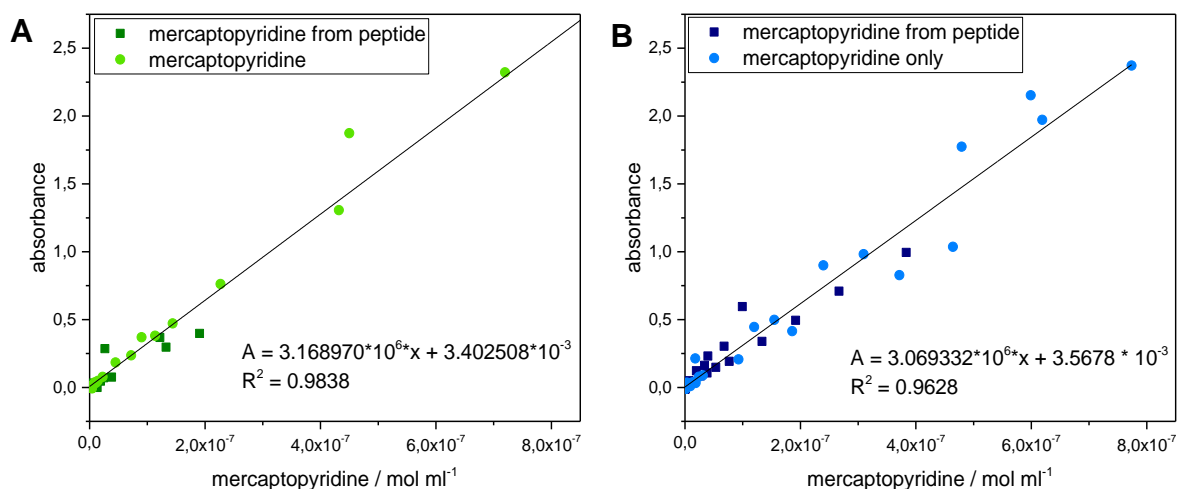 A
mercaptopyridine from peptide
mercaptopyridine
2,5
2,0
1,5
1,0
0,5
0,0
absorbance
A = 3.168970*10⁶*x + 3.402508*10⁻³
R² = 0.9838
0,0 2,0x10⁻⁷ 4,0x10⁻⁷ 6,0x10⁻⁷ 8,0x10⁻⁷
mercaptopyridine / mol ml⁻¹
B
mercaptopyridine from peptide
mercaptopyridine only
2,5
2,0
1,5
1,0
0,5
0,0
absorbance
A = 3.069332*10⁶*x + 3.5678 * 10⁻³
R² = 0.9628
0,0 2,0x10⁻⁷ 4,0x10⁻⁷ 6,0x10⁻⁷ 8,0x10⁻⁷
mercaptopyridine / mol ml⁻¹